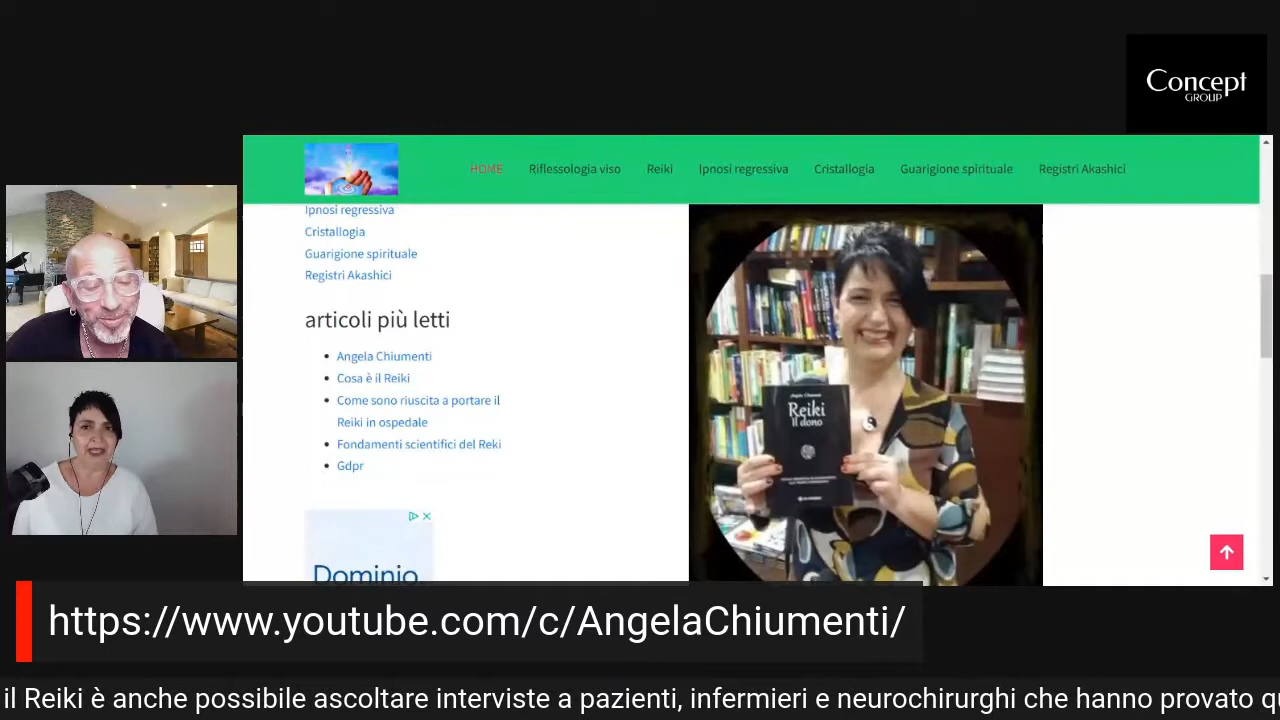 Concept
GROUP
HOME Riflessologia viso Reiki Ipnosi regressiva Cristallogia Guarigione spirituale Registri Akashici
Ipnosi regressiva
Cristallogia
Guarigione spirituale
Registri Akashici
articoli più letti
Angela Chiumenti
Cosa è il Reiki
Come sono riuscita a portare il
Reiki in ospedale
Fondamenti scientifici del Reki
Gdpr
Dominio
Angela Chiumenti
Reiki
Il dono
https://www.youtube.com/c/AngelaChiumenti/
il Reiki è anche possibile ascoltare interviste a pazienti, infermieri e neurochirurghi che hanno provato qu